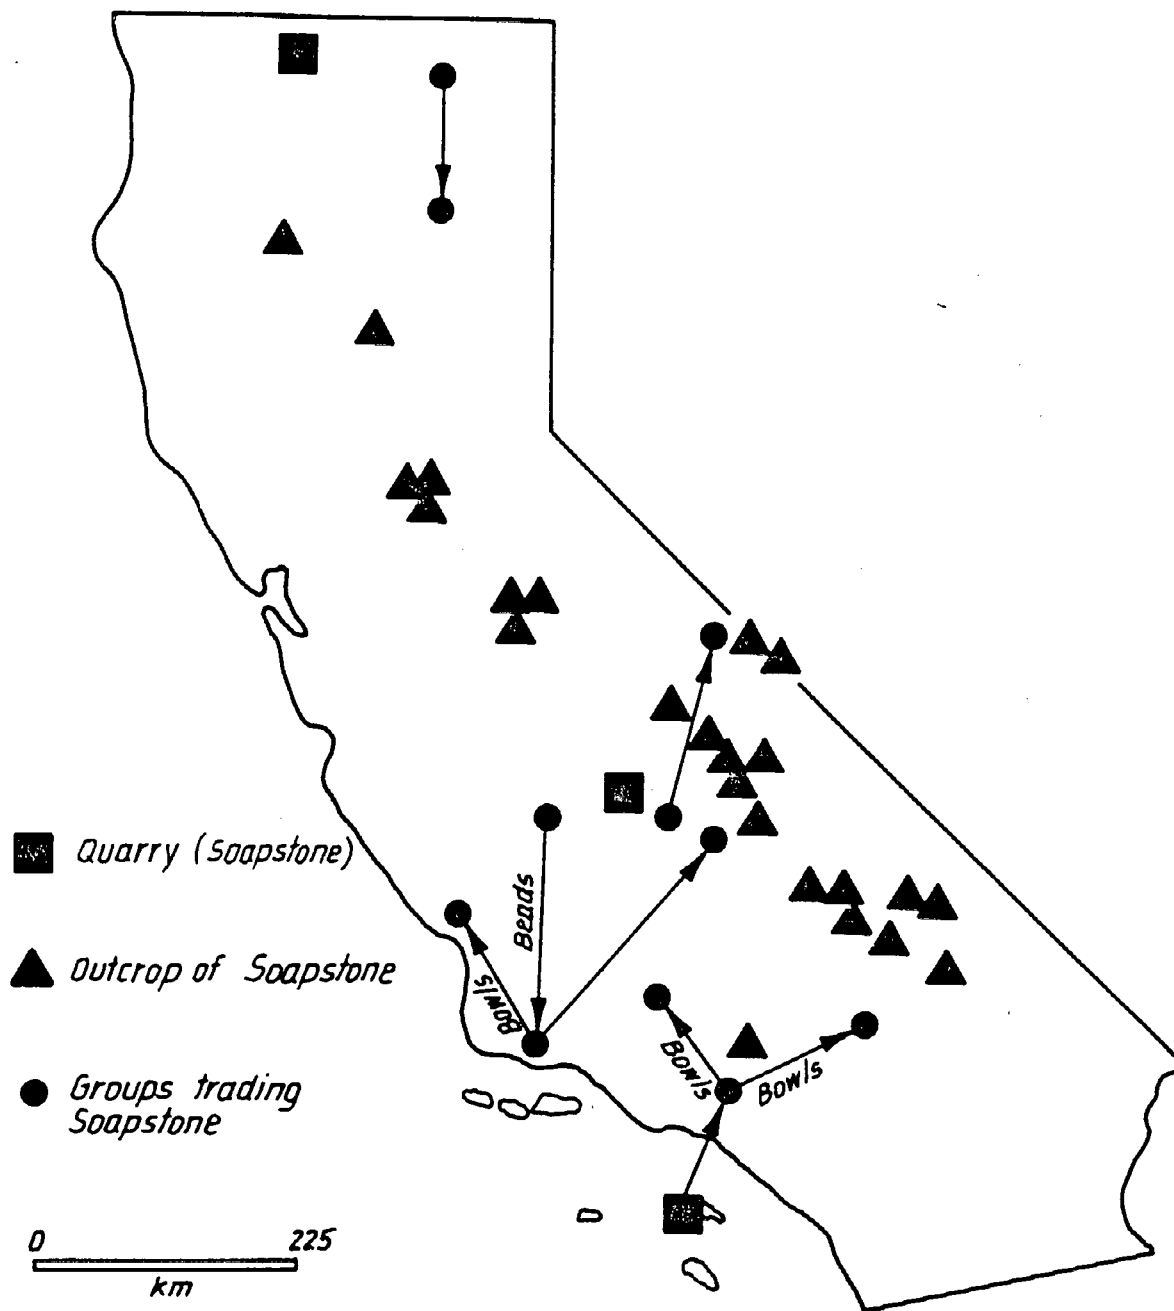 Beads
Bowls
Bowls
Bowls
Quarry (Soapstone)
Outcrop of Soapstone
Groups trading
Soapstone
0 225
km